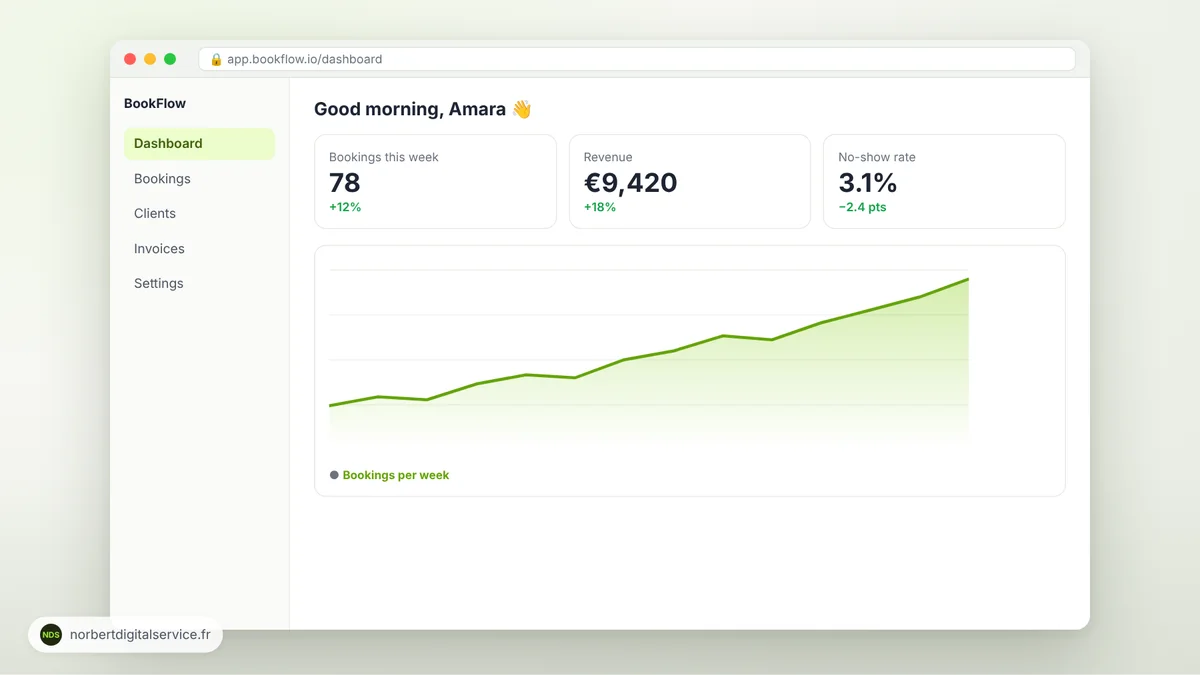 🔒 app.bookflow.io/dashboard
BookFlow
Dashboard
Bookings
Clients
Invoices
Settings
Good morning, Amara 👋
Bookings this week
78
+12%
Revenue
€9,420
+18%
No-show rate
3.1%
−2.4 pts
Bookings per week
NDS norbertdigitalservice.fr